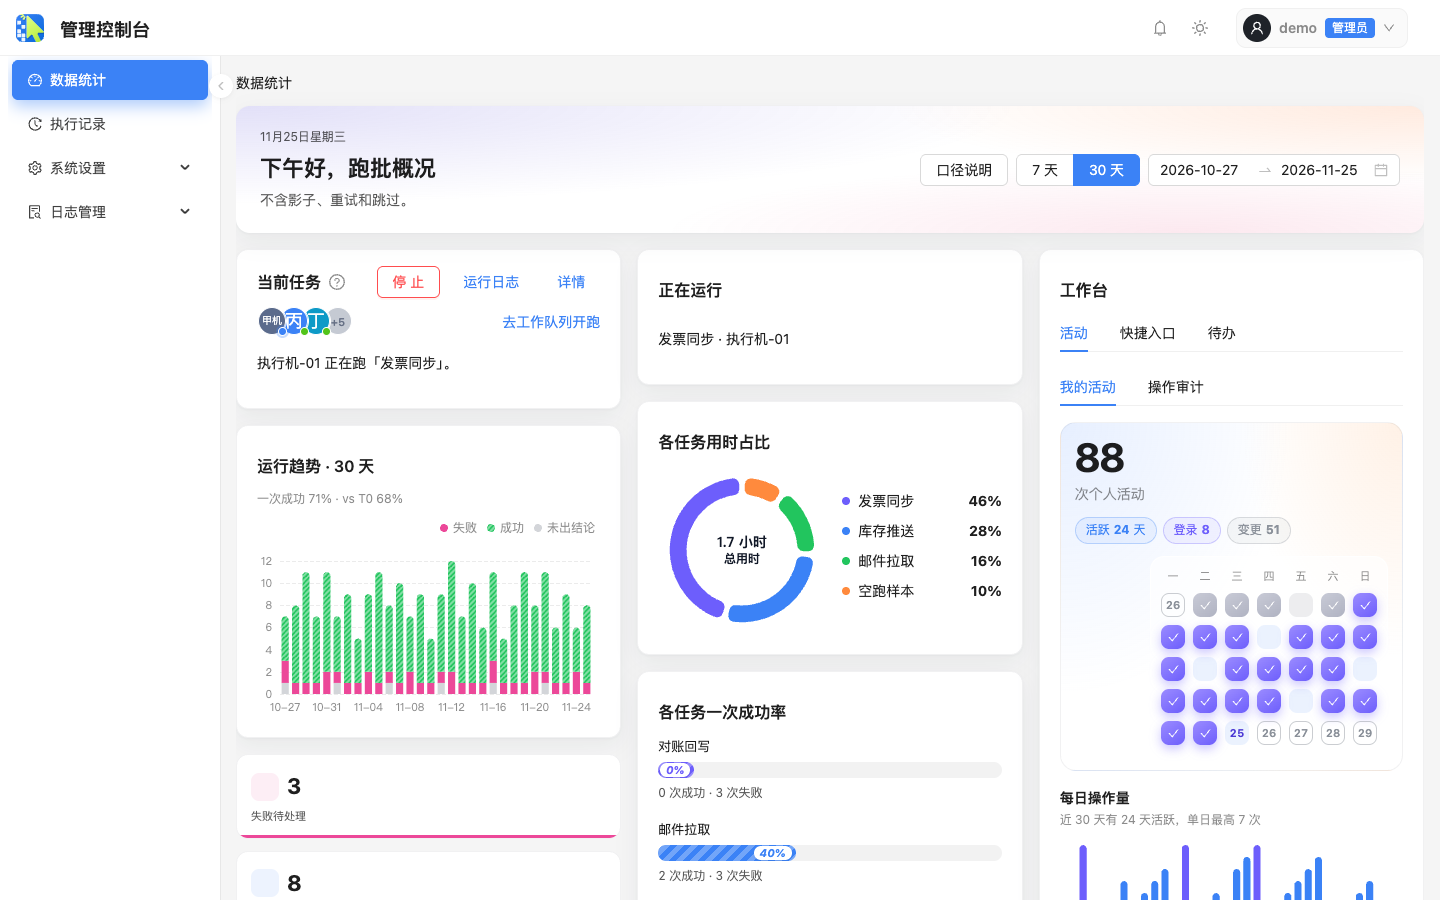 管理控制台
demo 管理员
数据统计
执行记录
系统设置
日志管理
数据统计
11月25日星期三
下午好，跑批概况
不含影子、重试和跳过。
口径说明
7 天
30 天
2026-10-27
2026-11-25
当前任务
停 止
运行日志
详情
甲机
丙
丁
+5
去工作队列开跑
执行机-01 正在跑「发票同步」。
运行趋势 · 30 天
一次成功 71% · vs T0 68%
失败 成功 未出结论
12
10
8
6
4
2
0
10-27 10-31 11-04 11-08 11-12 11-16 11-20 11-24
3
失败待处理
8
正在运行
发票同步 · 执行机-01
各任务用时占比
1.7 小时
总用时
发票同步 46%
库存推送 28%
邮件拉取 16%
空跑样本 10%
各任务一次成功率
对账回写
0%
0 次成功 · 3 次失败
邮件拉取
40%
2 次成功 · 3 次失败
工作台
活动 快捷入口 待办
我的活动 操作审计
88
次个人活动
活跃 24 天
登录 8
变更 51
一 二 三 四 五 六 日
26
25 26 27 28 29
每日操作量
近 30 天有 24 天活跃，单日最高 7 次